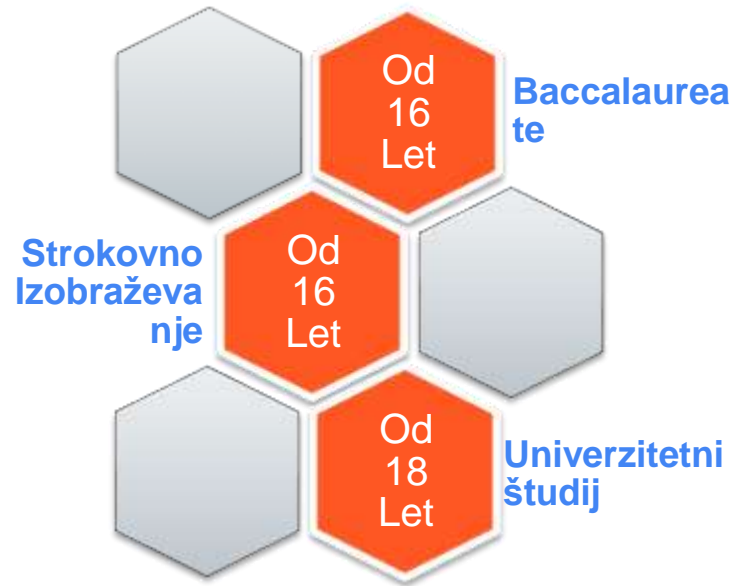 Od
16
Let
Baccalaurea
te
Strokovno
Izobraževa
nje
Od
16
Let
Od
18
Let
Univerzitetni
študij